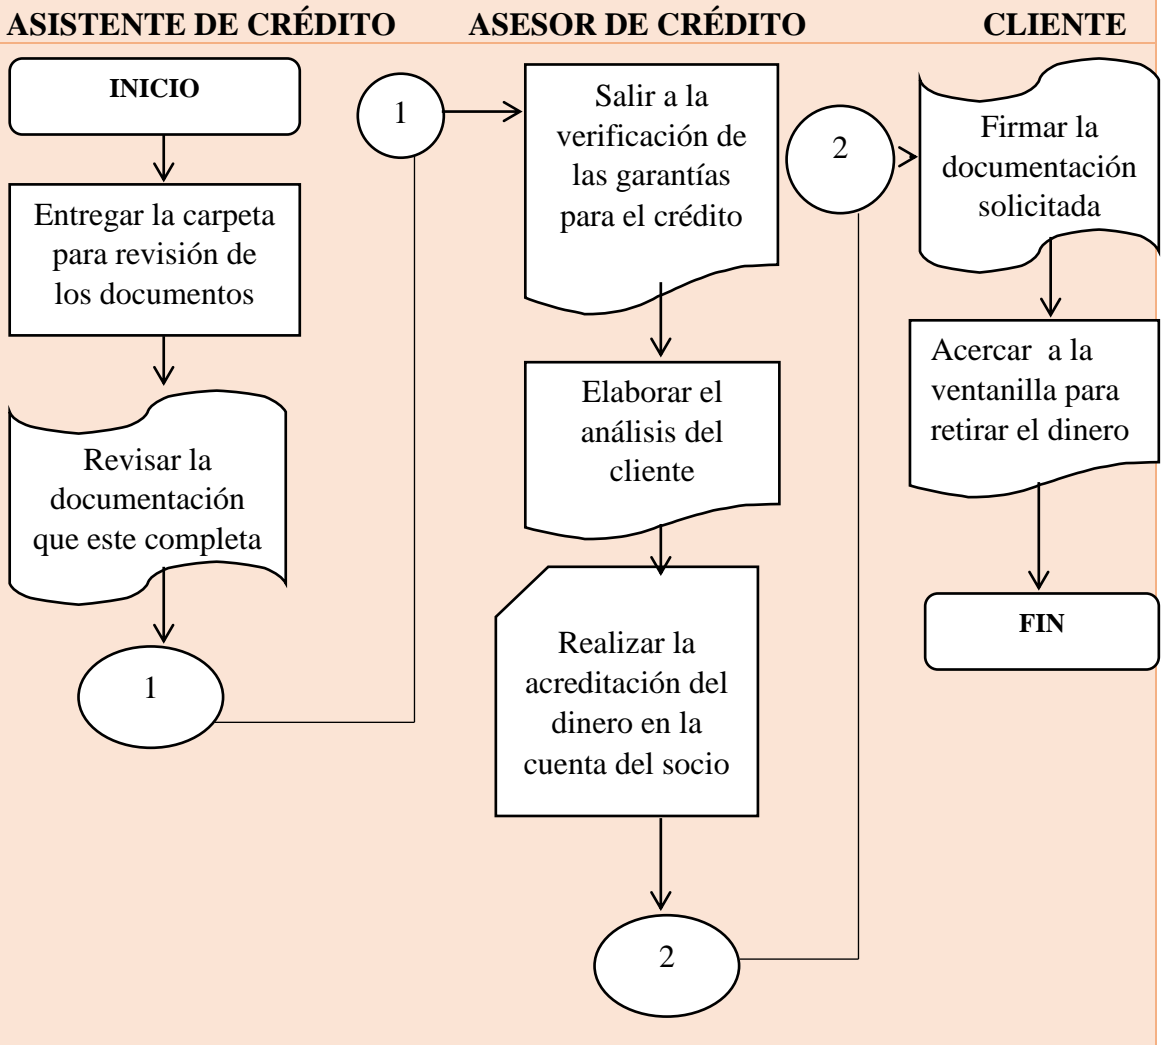 ASISTENTE DE CRÉDITO
ASESOR DE CRÉDITO
CLIENTE
INICIO
Entregar la carpeta
para revisión de
los documentos
Revisar la
documentación
que este completa
1
1
Salir a la
verificación de
las garantías
para el crédito
Elaborar el
análisis del
cliente
Realizar la
acreditación del
dinero en la
cuenta del socio
2
2
Firmar la
documentación
solicitada
Acercar a la
ventanilla para
retirar el dinero
FIN